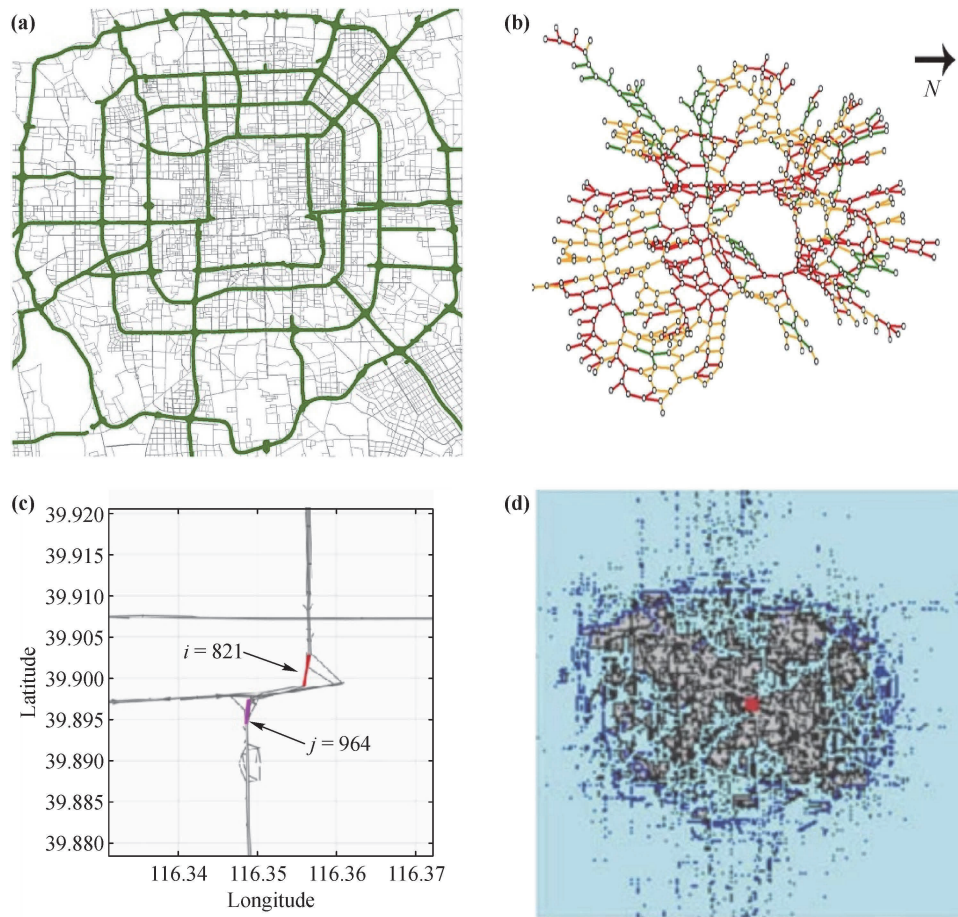 (a)
(b)
N
(c)
39.920
39.915
39.910
39.905
39.900
39.895
39.890
39.885
39.880
Latitude
i = 821
j = 964
116.34 116.35 116.36 116.37
Longitude
(d)